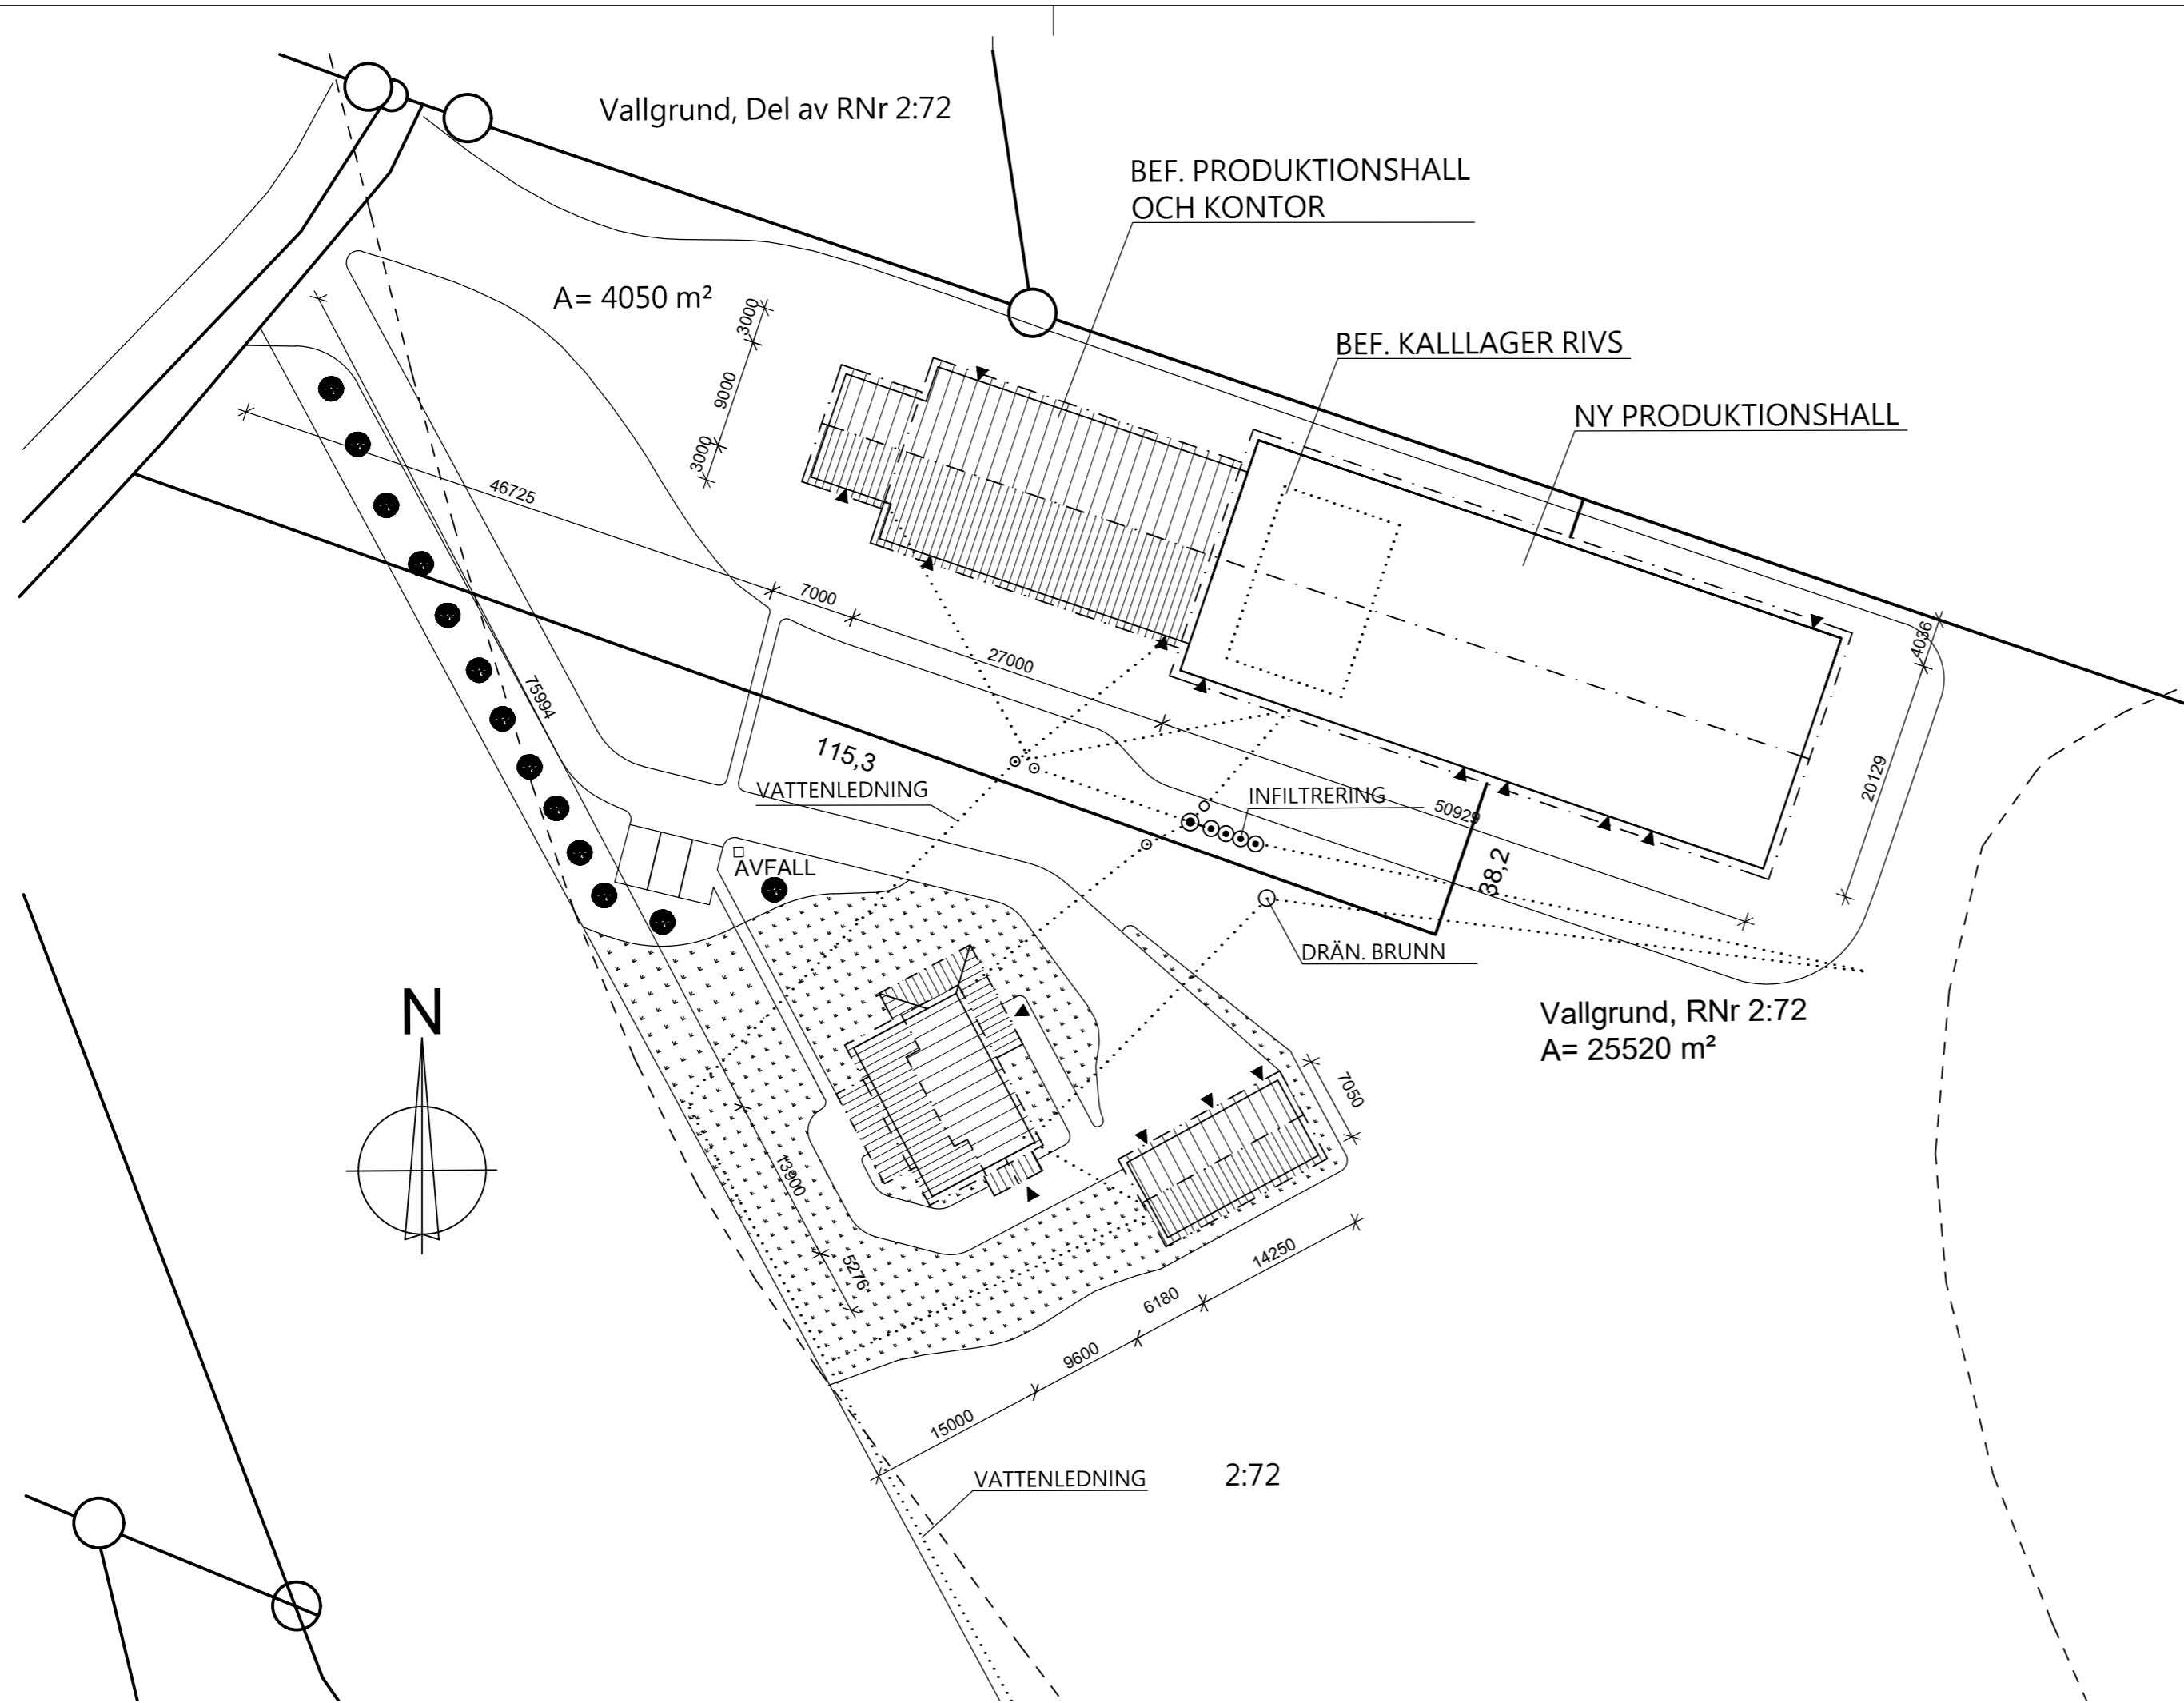 Vallgrund, Del av RNr 2:72
BEF. PRODUKTIONSHALL
OCH KONTOR
A= 4050 m²
3000
9000
3000
BEF. KALLLAGER RIVS
NY PRODUKTIONSHALL
46725
7000
27000
4036
75994
115,3
VATTENLEDNING
INFILTRERING
50929
20129
38,2
AVFALL
DRÄN. BRUNN
N
Vallgrund, RNr 2:72
A= 25520 m²
7050
13900
5276
14250
6180
9600
15000
VATTENLEDNING
2:72